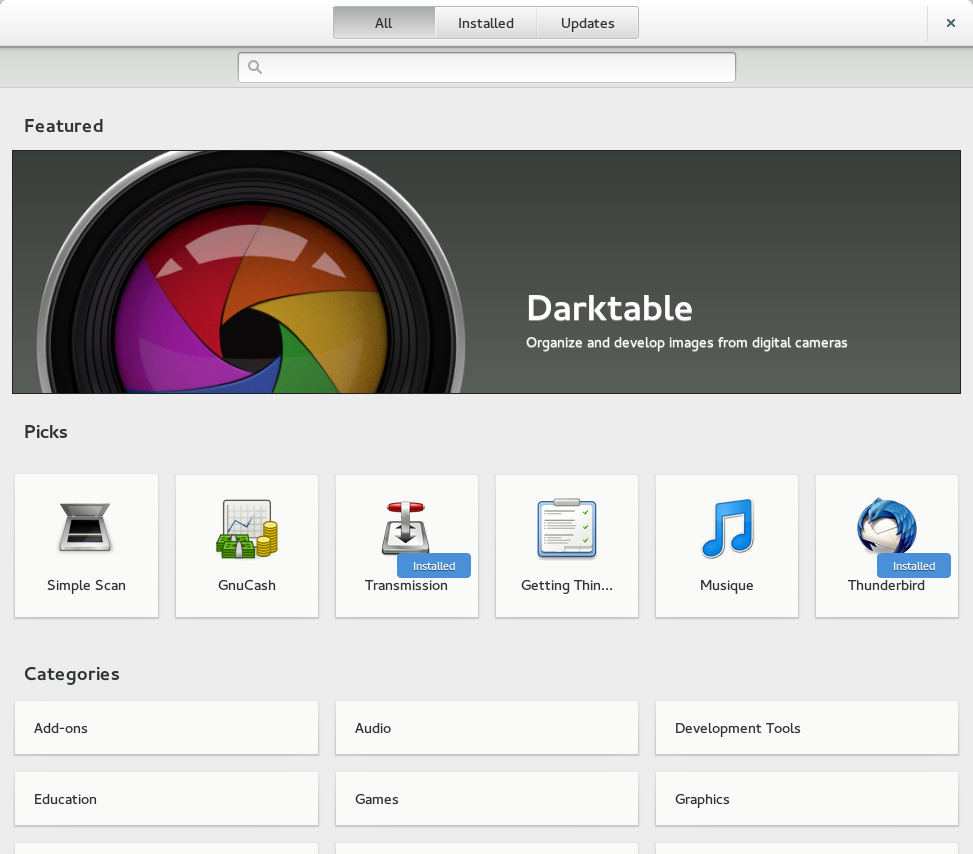 All
Installed
Updates
Featured
Darktable
Organize and develop images from digital cameras
Picks
Installed
Installed
Simple Scan
GnuCash
Transmission
Getting Thin...
Musique
Thunderbird
Categories
Add-ons
Audio
Development Tools
Education
Games
Graphics